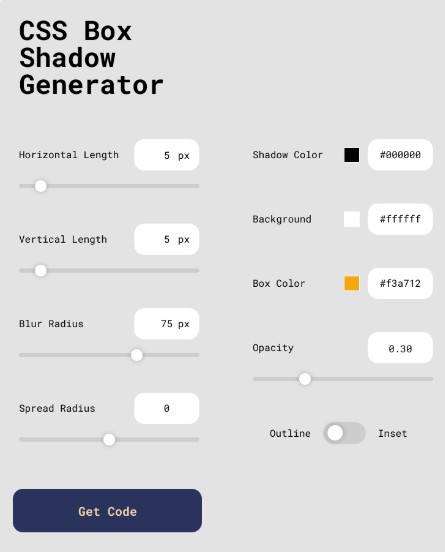 CSS Box
Shadow
Generator
Horizontal Length 5 px
Vertical Length 5 px
Blur Radius 75 px
Spread Radius 0
Get Code
Shadow Color #000000
Background #ffffff
Box Color #f3a712
Opacity 0.30
Outline Inset